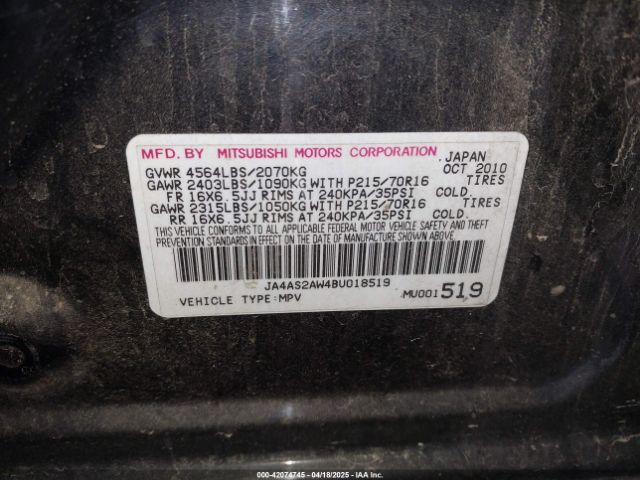 MFD. BY MITSUBISHI MOTORS CORPORATION JAPAN
GVWR 4564LBS/2070KG OCT 2010
GAWR 2403LBS/1090KG WITH P215/70R16 TIRES
FR 16X6.5JJ RIMS AT 240KPA/35PSI COLD.
GAWR 2315LBS/1050KG WITH P215/70R16 TIRES
RR 16X6.5JJ RIMS AT 240KPA/35PSI COLD.
THIS VEHICLE CONFORMS TO ALL APPLICABLE FEDERAL MOTOR VEHICLE SAFETY AND THEFT
PREVENTION STANDARDS IN EFFECT ON THE DATE OF MANUFACTURE SHOWN ABOVE.
JA4AS2AW4BU018519
VEHICLE TYPE:MPV MU001519
000-42074745 - 04/18/2025 - IAAI.COM